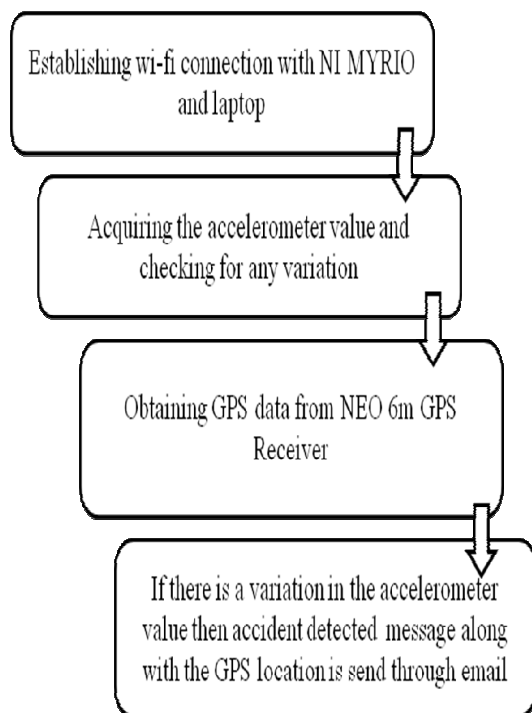 Establishing wi-fi connection with NI MYRIO
and laptop
Acquiring the accelerometer value and
checking for any variation
Obtaining GPS data from NEO 6m GPS
Receiver
If there is a variation in the accelerometer
value then accident detected message along
with the GPS location is send through email